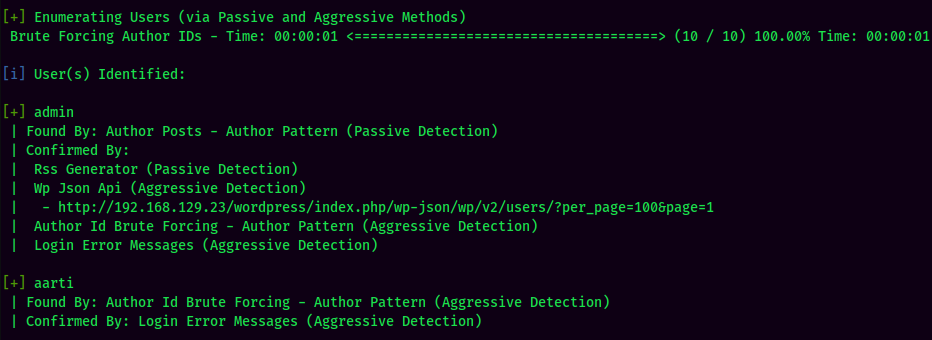 [+] Enumerating Users (via Passive and Aggressive Methods)
Brute Forcing Author IDs - Time: 00:00:01 <======================================> (10 / 10) 100.00% Time: 00:00:01
[i] User(s) Identified:
[+] admin
| Found By: Author Posts - Author Pattern (Passive Detection)
| Confirmed By:
|  Rss Generator (Passive Detection)
|  Wp Json Api (Aggressive Detection)
|   - http://192.168.129.23/wordpress/index.php/wp-json/wp/v2/users/?per_page=100&page=1
|  Author Id Brute Forcing - Author Pattern (Aggressive Detection)
|  Login Error Messages (Aggressive Detection)
[+] aarti
| Found By: Author Id Brute Forcing - Author Pattern (Aggressive Detection)
| Confirmed By: Login Error Messages (Aggressive Detection)